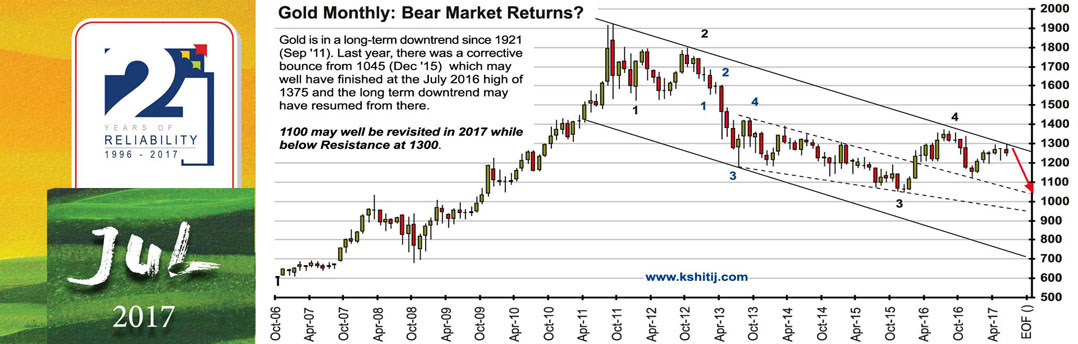 21
YEARS OF
RELIABILITY
1996 - 2017
JUL
2017
Gold Monthly: Bear Market Returns?
Gold is in a long-term downtrend since 1921
(Sep '11). Last year, there was a corrective
bounce from 1045 (Dec '15) which may
well have finished at the July 2016 high of
1375 and the long term downtrend may
have resumed from there.
1100 may well be revisited in 2017 while
below Resistance at 1300.
2
2
1
1
4
3
4
3
www.kshitij.com
2000
1900
1800
1700
1600
1500
1400
1300
1200
1100
1000
900
800
700
600
500
Oct-06
Apr-07
Oct-07
Apr-08
Oct-08
Apr-09
Oct-09
Apr-10
Oct-10
Apr-11
Oct-11
Apr-12
Oct-12
Apr-13
Oct-13
Apr-14
Oct-14
Apr-15
Oct-15
Apr-16
Oct-16
Apr-17
EOF ()